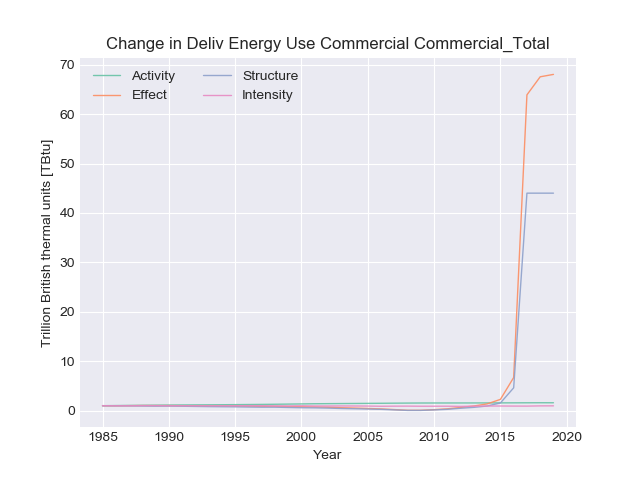 Change in Deliv Energy Use Commercial Commercial_Total
Activity
Effect
Structure
Intensity
Trillion British thermal units [TBtu]
70
60
50
40
30
20
10
0
1985 1990 1995 2000 2005 2010 2015 2020
Year